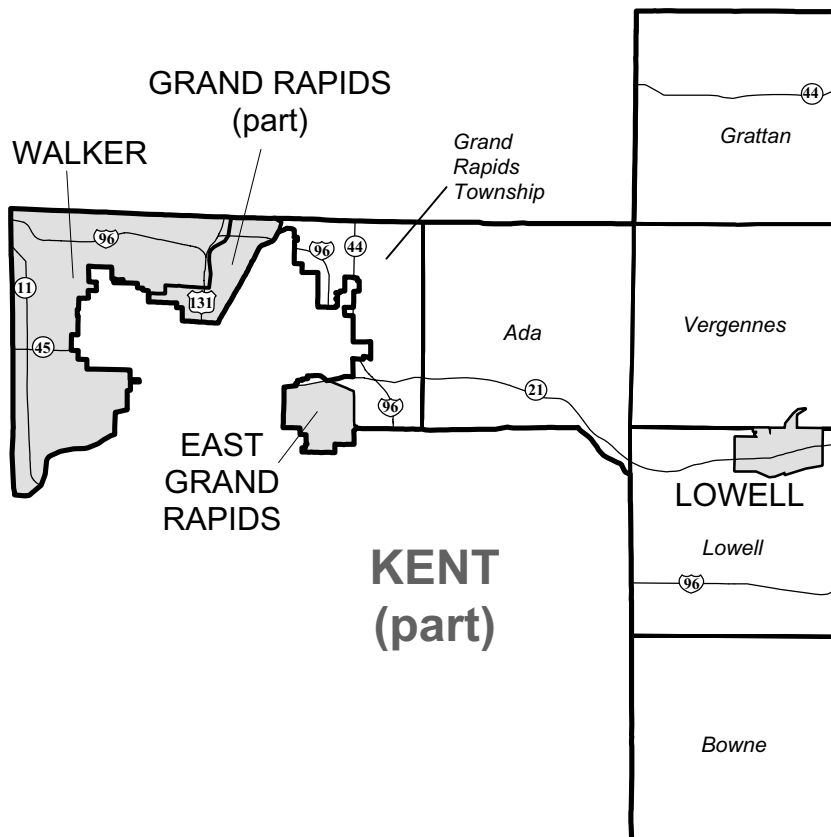 44
Grattan
GRAND RAPIDS
(part)
WALKER
Grand
Rapids
Township
96
96
44
11
131
45
Ada
Vergennes
21
96
EAST
GRAND
RAPIDS
LOWELL
Lowell
KENT
(part)
96
Bowne